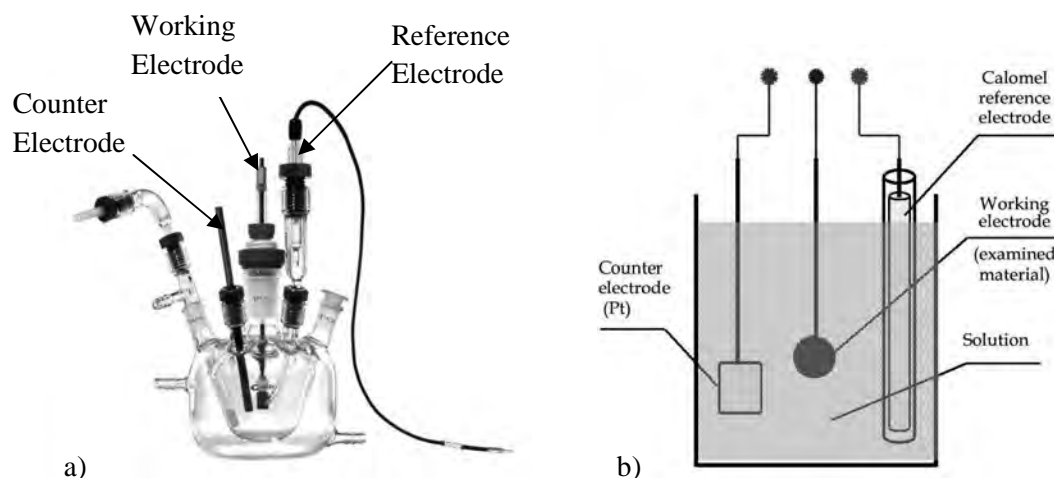 Working
Electrode
Reference
Electrode
Counter
Electrode
a)
Calomel
reference
electrode
Working
electrode
(examined
material)
Counter
electrode
(Pt)
Solution
b)